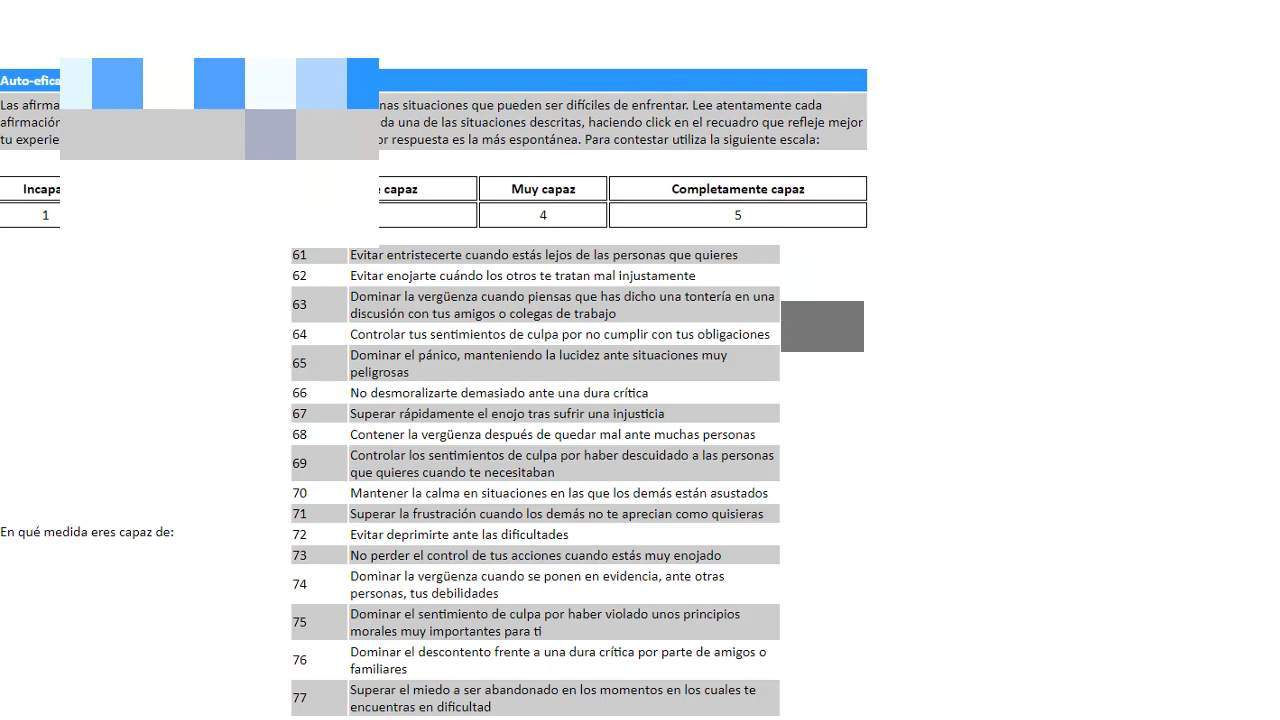 Auto-efica
Las afirma nas situaciones que pueden ser difíciles de enfrentar. Lee atentamente cada
afirmación da una de las situaciones descritas, haciendo click en el recuadro que refleje mejor
tu experie or respuesta es la más espontánea. Para contestar utiliza la siguiente escala:
Incapa capaz Muy capaz Completamente capaz
1 4 5
61 Evitar entristecerte cuando estás lejos de las personas que quieres
62 Evitar enojarte cuándo los otros te tratan mal injustamente
63 Dominar la vergüenza cuando piensas que has dicho una tontería en una
discusión con tus amigos o colegas de trabajo
64 Controlar tus sentimientos de culpa por no cumplir con tus obligaciones
65 Dominar el pánico, manteniendo la lucidez ante situaciones muy
peligrosas
66 No desmoralizarte demasiado ante una dura crítica
67 Superar rápidamente el enojo tras sufrir una injusticia
68 Contener la vergüenza después de quedar mal ante muchas personas
69 Controlar los sentimientos de culpa por haber descuidado a las personas
que quieres cuando te necesitaban
70 Mantener la calma en situaciones en las que los demás están asustados
71 Superar la frustración cuando los demás no te aprecian como quisieras
En qué medida eres capaz de:
72 Evitar deprimirte ante las dificultades
73 No perder el control de tus acciones cuando estás muy enojado
74 Dominar la vergüenza cuando se ponen en evidencia, ante otras
personas, tus debilidades
75 Dominar el sentimiento de culpa por haber violado unos principios
morales muy importantes para ti
76 Dominar el descontento frente a una dura crítica por parte de amigos o
familiares
77 Superar el miedo a ser abandonado en los momentos en los cuales te
encuentras en dificultad